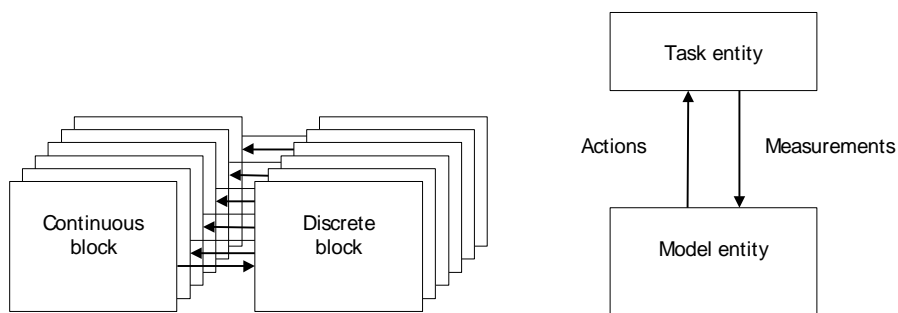 Task entity
Actions
Measurements
Continuous
block
Discrete
block
Model entity